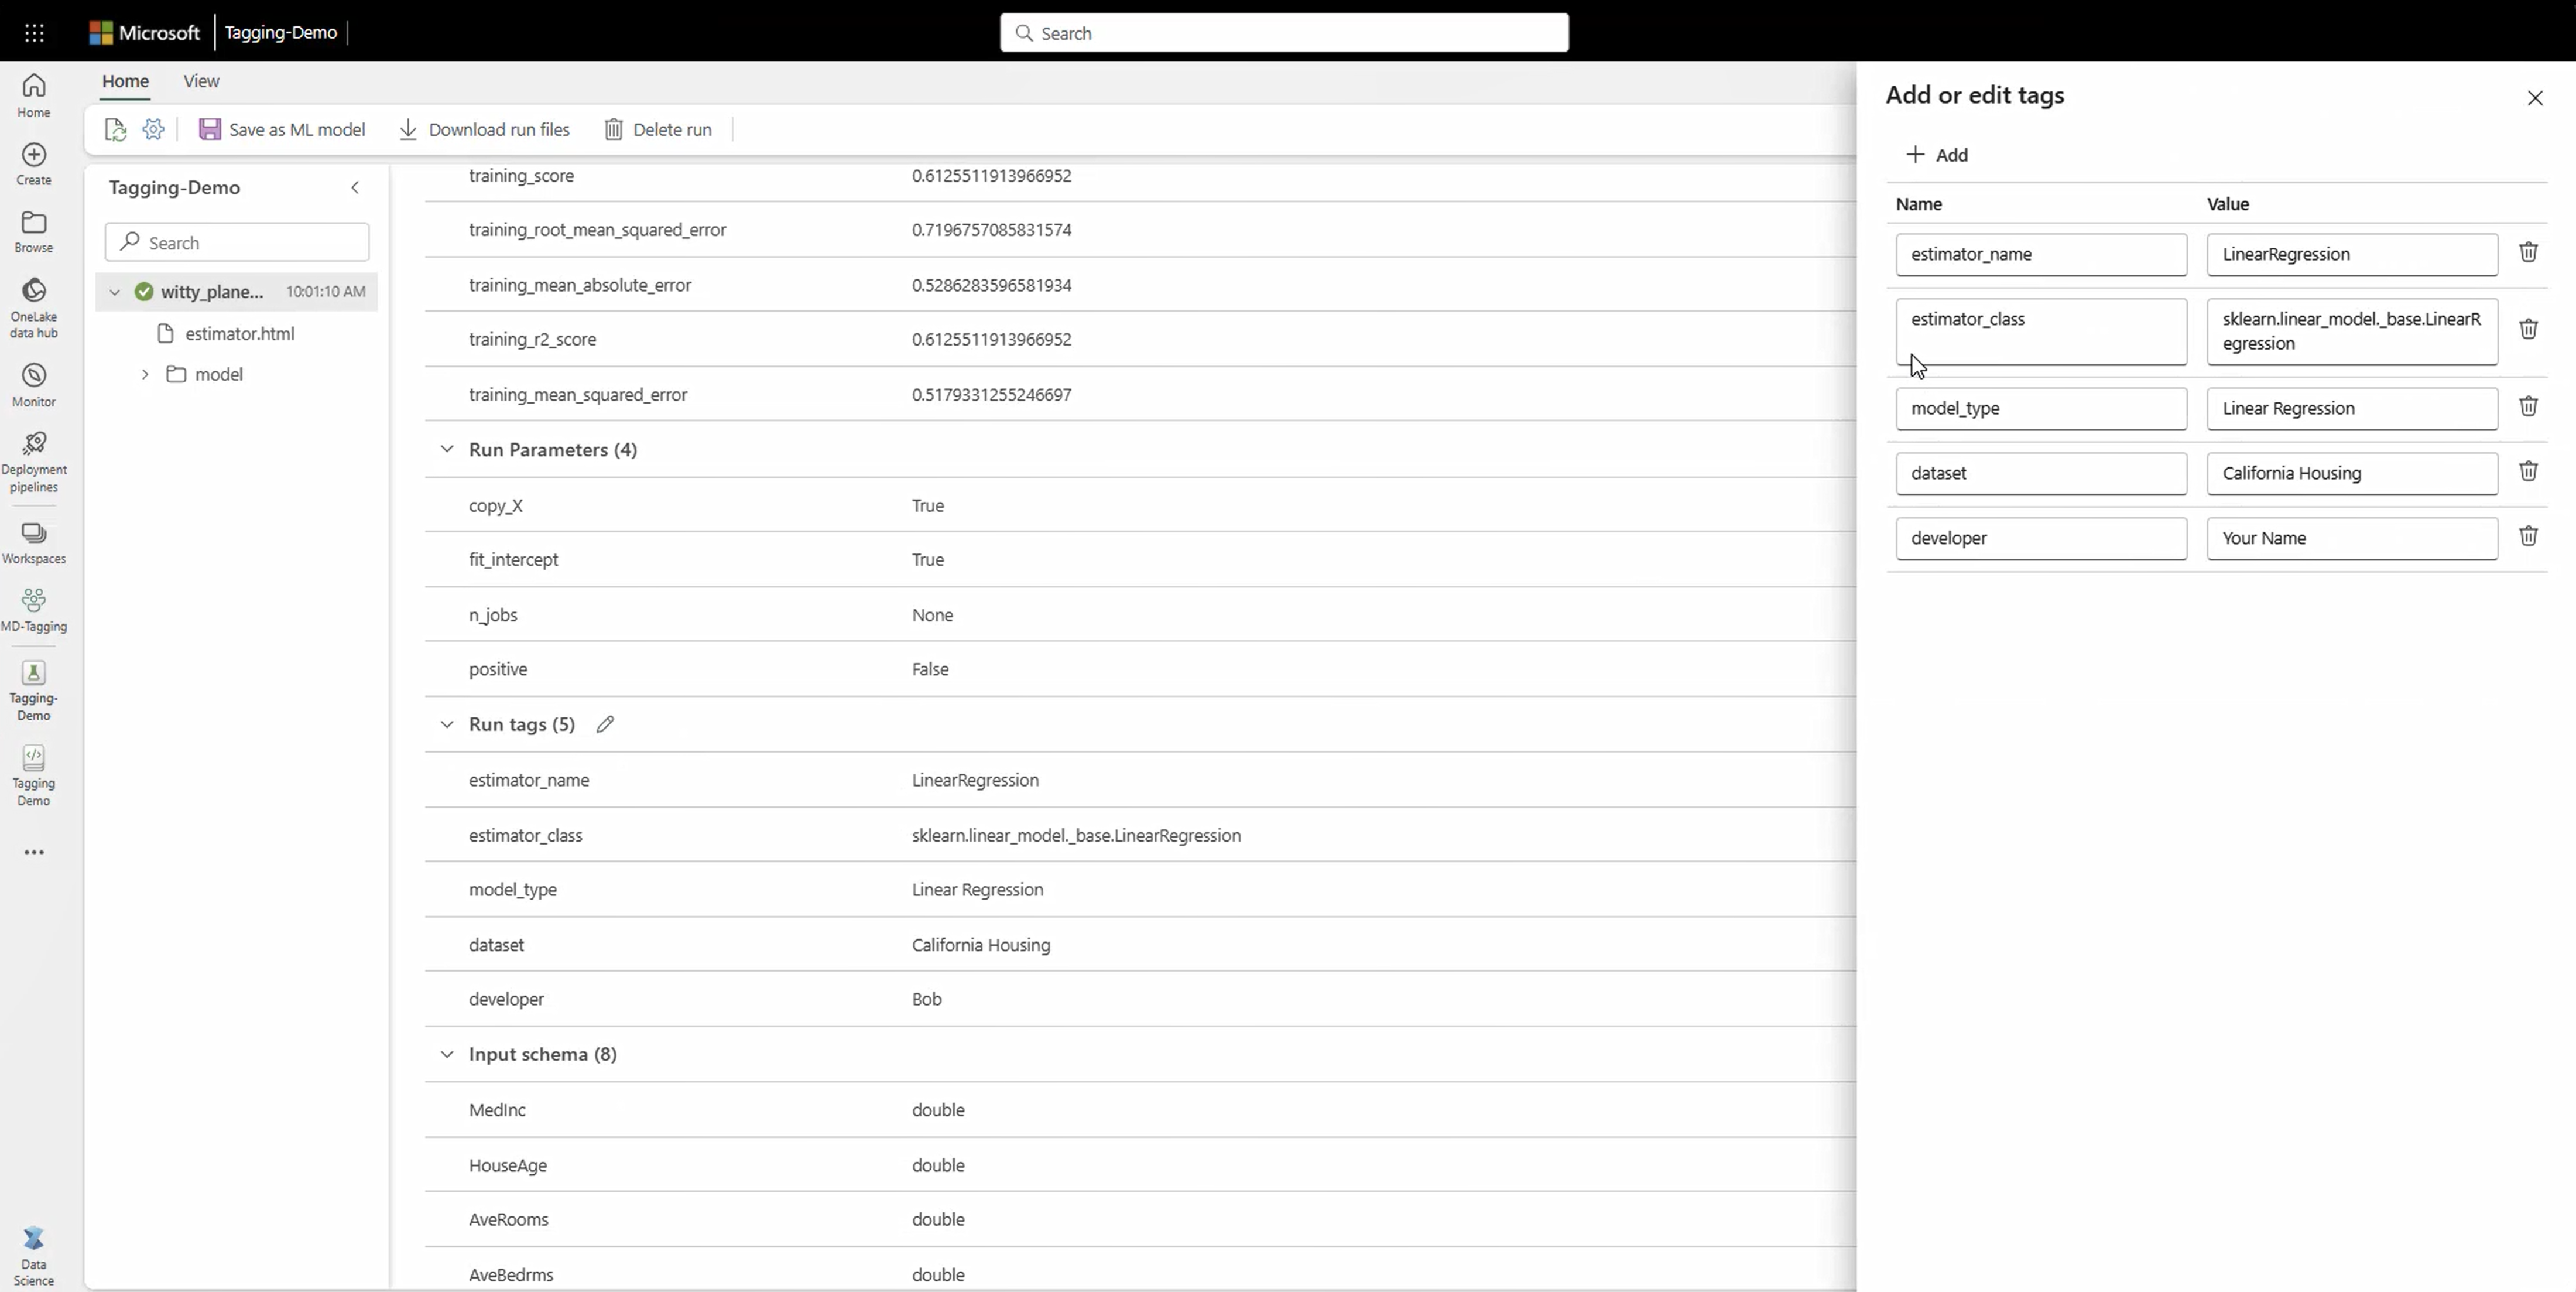 Microsoft
Tagging-Demo
Search
Home
View
Save as ML model
Download run files
Delete run
Home
Create
Browse
OneLake
data hub
Monitor
Deployment
pipelines
Workspaces
MD-Tagging
Tagging-
Demo
Tagging
Demo
Data
Science
Tagging-Demo
Search
witty_plane... 10:01:10 AM
estimator.html
model
training_score 0.6125511913966952
training_root_mean_squared_error 0.7196757085831574
training_mean_absolute_error 0.5286283596581934
training_r2_score 0.6125511913966952
training_mean_squared_error 0.5179331255246697
Run Parameters (4)
copy_X True
fit_intercept True
n_jobs None
positive False
Run tags (5)
estimator_name LinearRegression
estimator_class sklearn.linear_model._base.LinearRegression
model_type Linear Regression
dataset California Housing
developer Bob
Input schema (8)
MedInc double
HouseAge double
AveRooms double
AveBedrms double
Add or edit tags
Add
Name Value
estimator_name LinearRegression
estimator_class sklearn.linear_model._base.LinearR
egression
model_type Linear Regression
dataset California Housing
developer Your Name